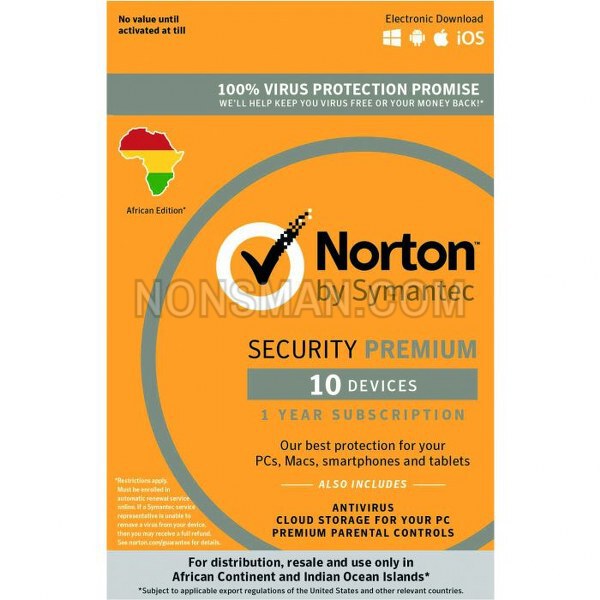 No value until
activated at till
Electronic Download
iOS
100% VIRUS PROTECTION PROMISE
WE'LL HELP KEEP YOU VIRUS FREE OR YOUR MONEY BACK!*
African Edition*
Norton™
by Symantec
NONSMAN.COM
SECURITY PREMIUM
10 DEVICES
1 YEAR SUBSCRIPTION
Our best protection for your
PCs, Macs, smartphones and tablets
ALSO INCLUDES
ANTIVIRUS
CLOUD STORAGE FOR YOUR PC
PREMIUM PARENTAL CONTROLS
*Restrictions apply.
Must be enrolled in
automatic renewal service
online. If a Symantec service
representative is unable to
remove a virus from your device,
then you may receive a full refund.
See norton.com/guarantee for details.
For distribution, resale and use only in
African Continent and Indian Ocean Islands*
*Subject to applicable export regulations of the United States and other relevant countries.